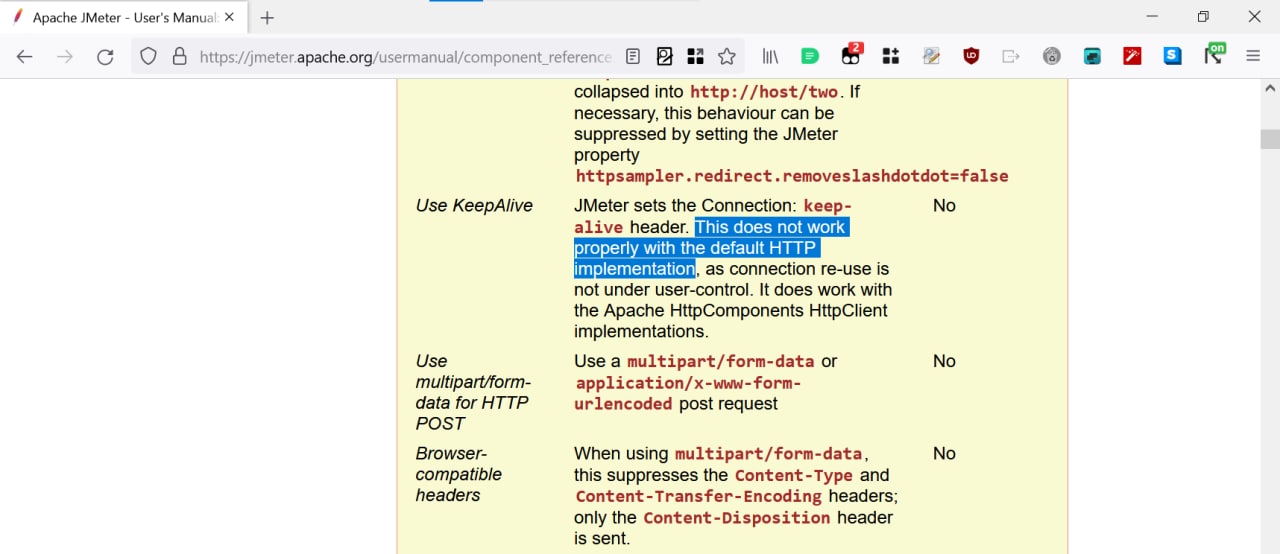 Apache JMeter - User's Manual:
https://jmeter.apache.org/usermanual/component_reference.
2
on
collapsed into http://host/two. If
necessary, this behaviour can be
suppressed by setting the JMeter
property
httpsampler.redirect.removeslashdotdot=false
Use KeepAlive
JMeter sets the Connection: keep-
alive header. This does not work
properly with the default HTTP
implementation, as connection re-use is
not under user-control. It does work with
the Apache HttpComponents HttpClient
implementations.
No
Use
multipart/form-
data for HTTP
POST
Use a multipart/form-data or
application/x-www-form-
urlencoded post request
No
Browser-
compatible
headers
When using multipart/form-data,
this suppresses the Content-Type and
Content-Transfer-Encoding headers;
only the Content-Disposition header
is sent.
No